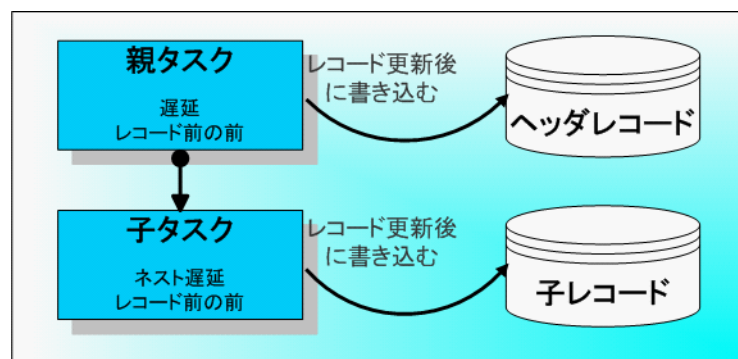 親タスク
遅延
レコード前の前
レコード更新後
に書き込む
ヘッダレコード
子タスク
ネスト遅延
レコード前の前
レコード更新後
に書き込む
子レコード